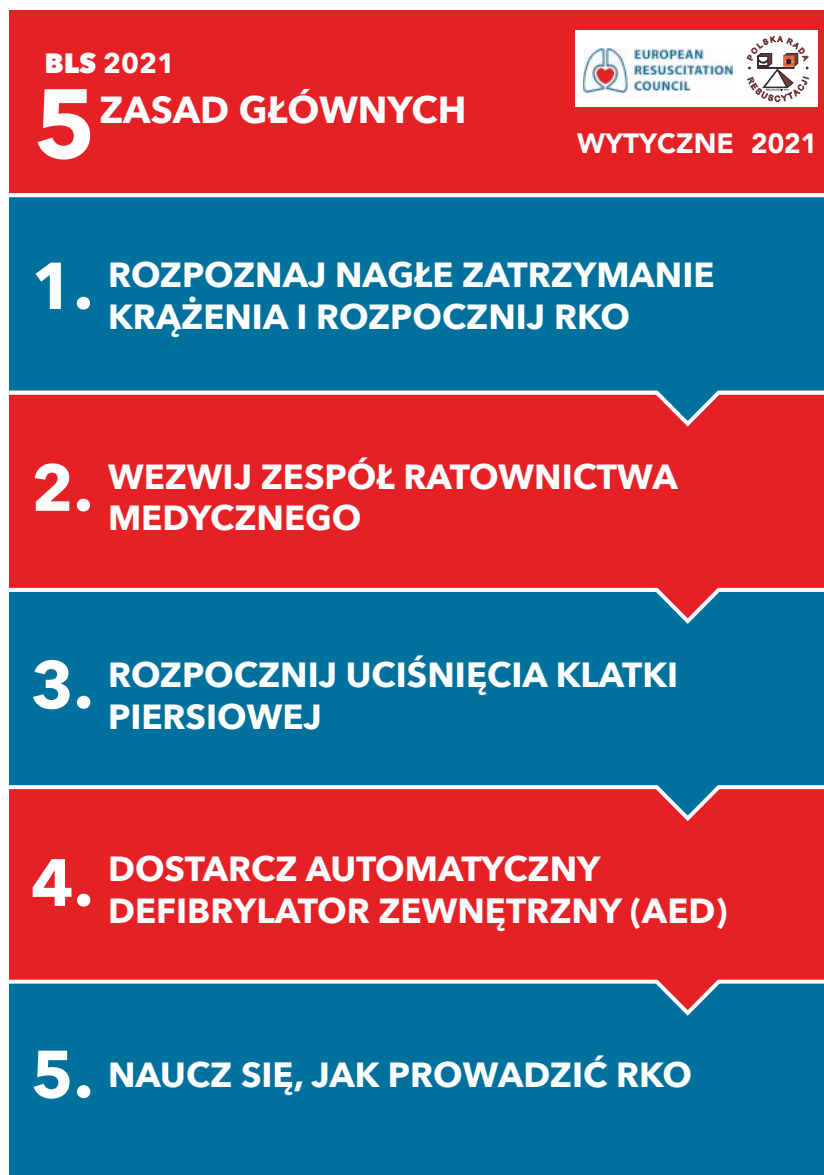 BLS 2021
5 ZASAD GŁÓWNYCH
EUROPEAN
RESUSCITATION
COUNCIL
POLSKA RADA
RESUSCYTACJI
WYTYCZNE 2021
1. ROZPOZNAJ NAGŁE ZATRZYMANIE
KRĄŻENIA I ROZPOCZNIJ RKO
2. WEZWIJ ZESPÓŁ RATOWNICTWA
MEDYCZNEGO
3. ROZPOCZNIJ UCIŚNIĘCIA KLATKI
PIERSIOWEJ
4. DOSTARCZ AUTOMATYCZNY
DEFIBRYLATOR ZEWNĘTRZNY (AED)
5. NAUCZ SIĘ, JAK PROWADZIĆ RKO